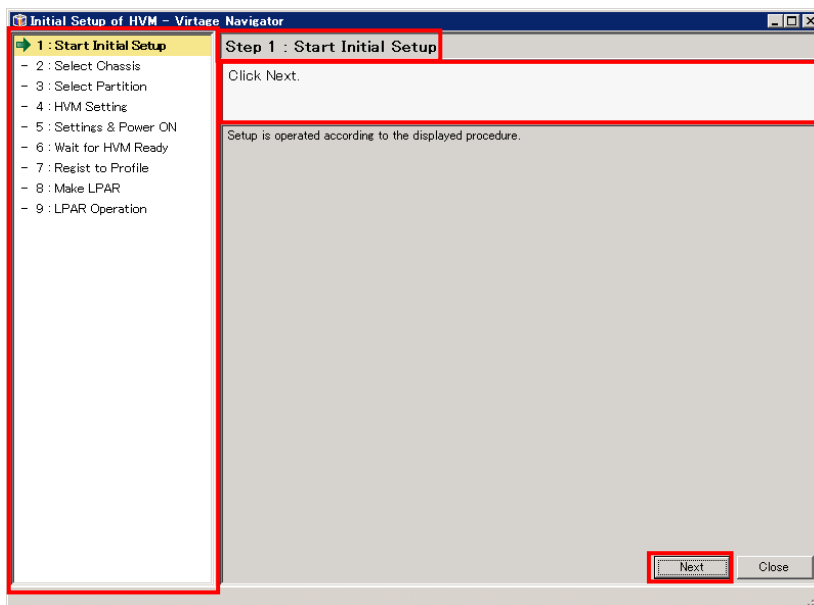 Initial Setup of HVM - Virtage Navigator
1 : Start Initial Setup
- 2 : Select Chassis
- 3 : Select Partition
- 4 : HVM Setting
- 5 : Settings & Power ON
- 6 : Wait for HVM Ready
- 7 : Regist to Profile
- 8 : Make LPAR
- 9 : LPAR Operation
Step 1 : Start Initial Setup
Click Next.
Setup is operated according to the displayed procedure.
Next
Close